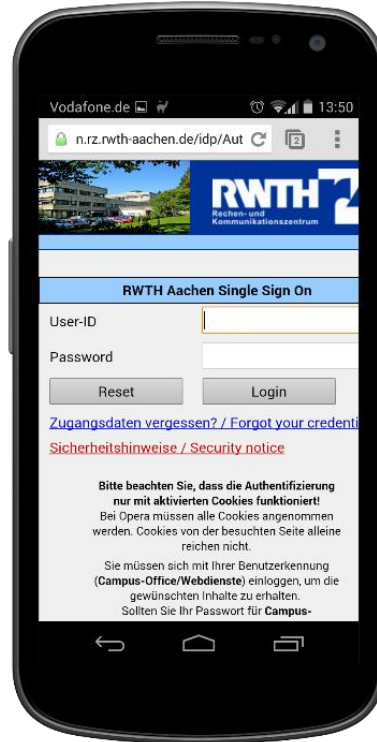 Vodafone.de 13:50
n.rz.rwth-aachen.de/idp/Aut 2
RWTH
Rechen- und
Kommunikationszentrum
RWTH Aachen Single Sign On
User-ID
Password
Reset Login
Zugangsdaten vergessen? / Forgot your credenti
Sicherheitshinweise / Security notice
Bitte beachten Sie, dass die Authentifizierung
nur mit aktivierten Cookies funktioniert!
Bei Opera müssen alle Cookies angenommen
werden. Cookies von der besuchten Seite alleine
reichen nicht.
Sie müssen sich mit Ihrer Benutzerkennung
(Campus-Office/Webdienste) einloggen, um die
gewünschten Inhalte zu erhalten.
Sollten Sie Ihr Passwort für Campus-